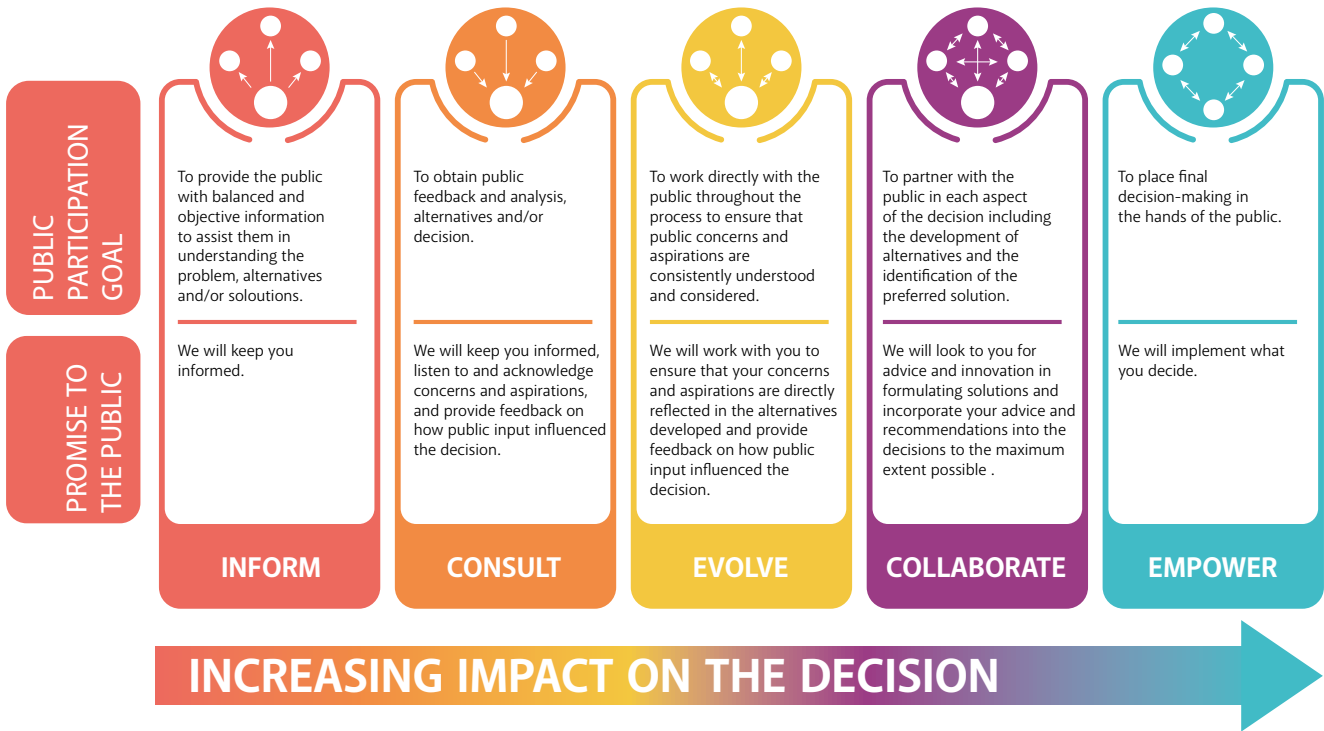 PUBLIC
PARTICIPATION
GOAL
To provide the public
with balanced and
objective information
to assist them in
understanding the
problem, alternatives
and/or soloutions.
To obtain public
feedback and analysis,
alternatives and/or
decision.
To work directly with the
public throughout the
process to ensure that
public concerns and
aspirations are
consistently understood
and considered.
To partner with the
public in each aspect
of the decision including
the development of
alternatives and the
identification of the
preferred solution.
To place final
decision-making in
the hands of the public.
PROMISE TO
THE PUBLIC
We will keep you
informed.
We will keep you informed,
listen to and acknowledge
concerns and aspirations,
and provide feedback on
how public input influenced
the decision.
We will work with you to
ensure that your concerns
and aspirations are directly
reflected in the alternatives
developed and provide
feedback on how public
input influenced the
decision.
We will look to you for
advice and innovation in
formulating solutions and
incorporate your advice and
recommendations into the
decisions to the maximum
extent possible .
We will implement what
you decide.
INFORM
CONSULT
EVOLVE
COLLABORATE
EMPOWER
INCREASING IMPACT ON THE DECISION